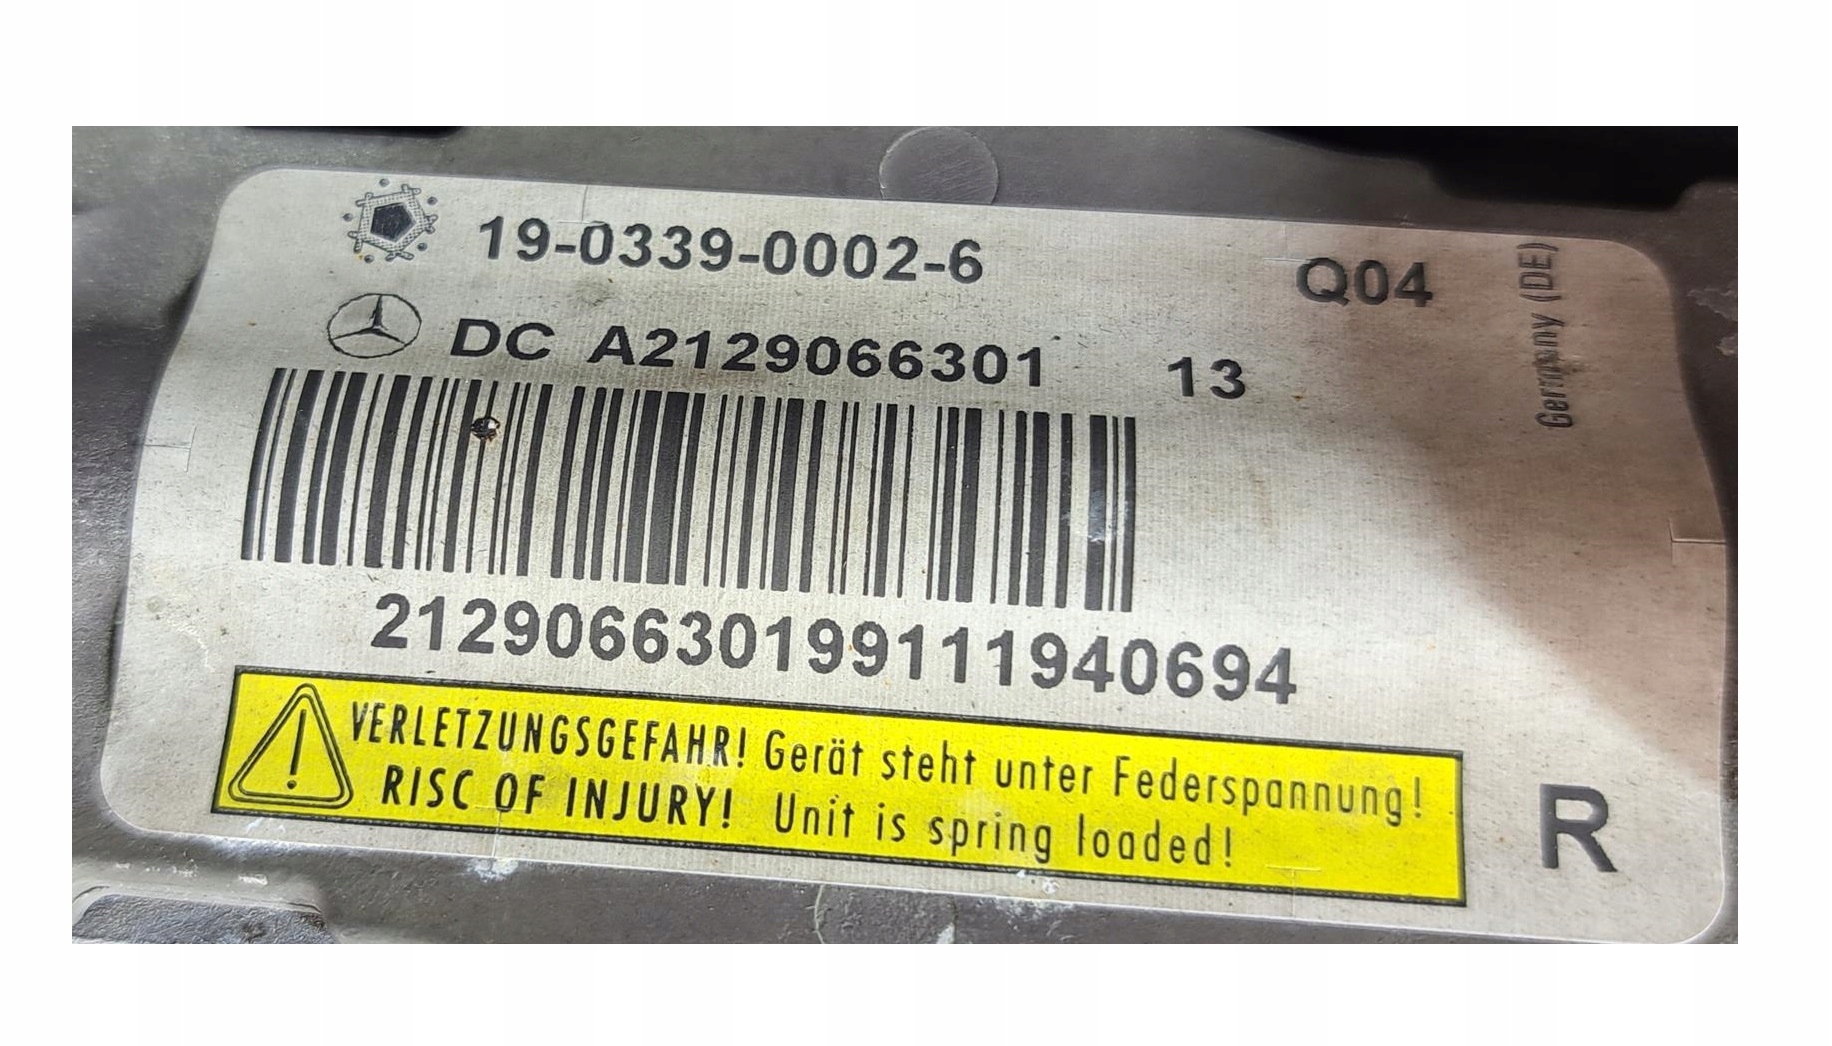 19-0339-0002-6
Q04
Germany (DE)
DC A2129066301 13
2129066301991111940694
VERLETZUNGSGEFAHR! Gerät steht unter Federspannung!
RISC OF INJURY! Unit is spring loaded!
R